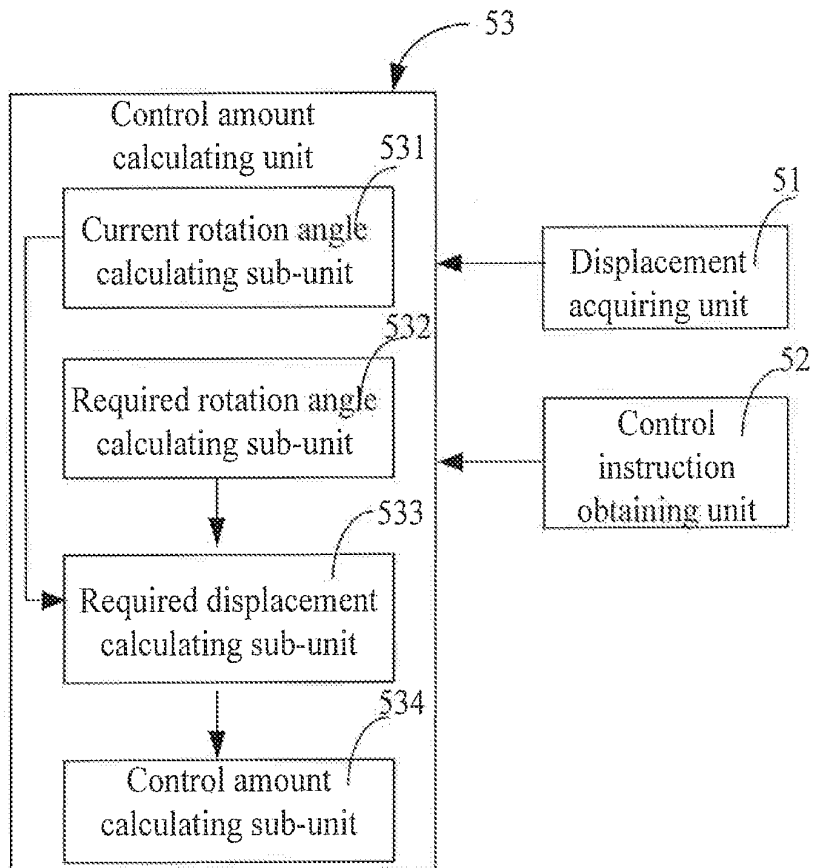 53
Control amount
calculating unit
531
Current rotation angle
calculating sub-unit
532
Required rotation angle
calculating sub-unit
533
Required displacement
calculating sub-unit
534
Control amount
calculating sub-unit
51
Displacement
acquiring unit
52
Control
instruction
obtaining unit